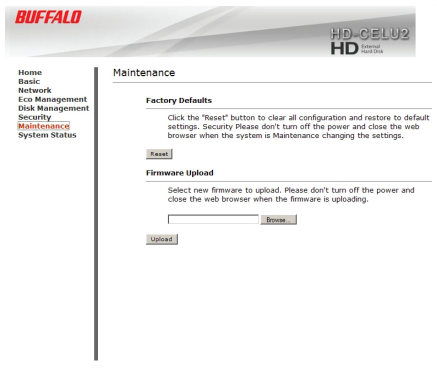 BUFFALO
HD-CELU2
HD External
Hard Disk
Home
Basic
Network
Eco Management
Disk Management
Security
Maintenance
System Status
Maintenance
Factory Defaults
Click the "Reset" button to clear all configuration and restore to default
settings. Security Please don't turn off the power and close the web
browser when the system is Maintenance changing the settings.
Reset
Firmware Upload
Select new firmware to upload. Please don't turn off the power and
close the web browser when the firmware is uploading.
Browse...
Upload